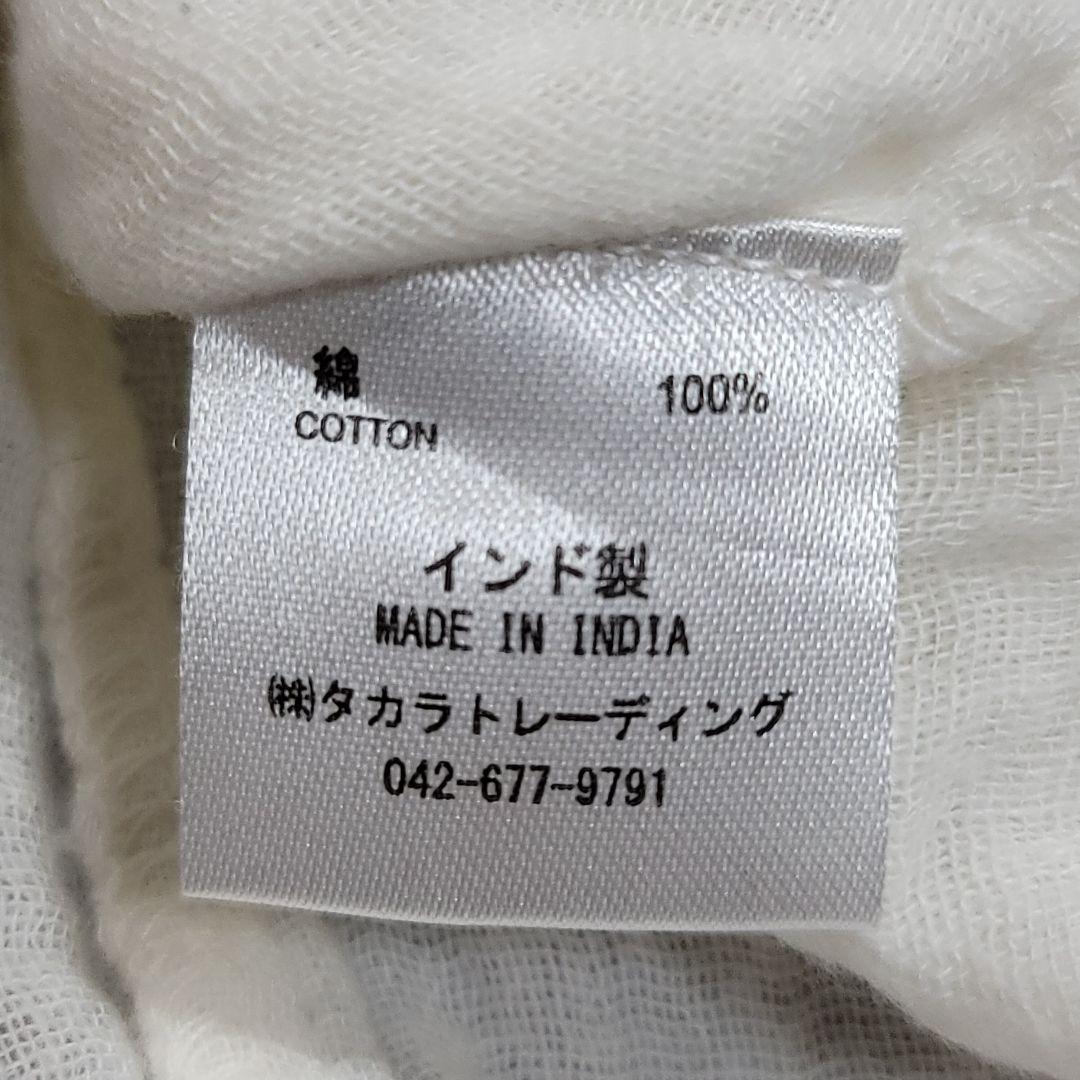 綿 100%
COTTON
インド製
MADE IN INDIA
㈱タカラトレーディング
042-677-9791